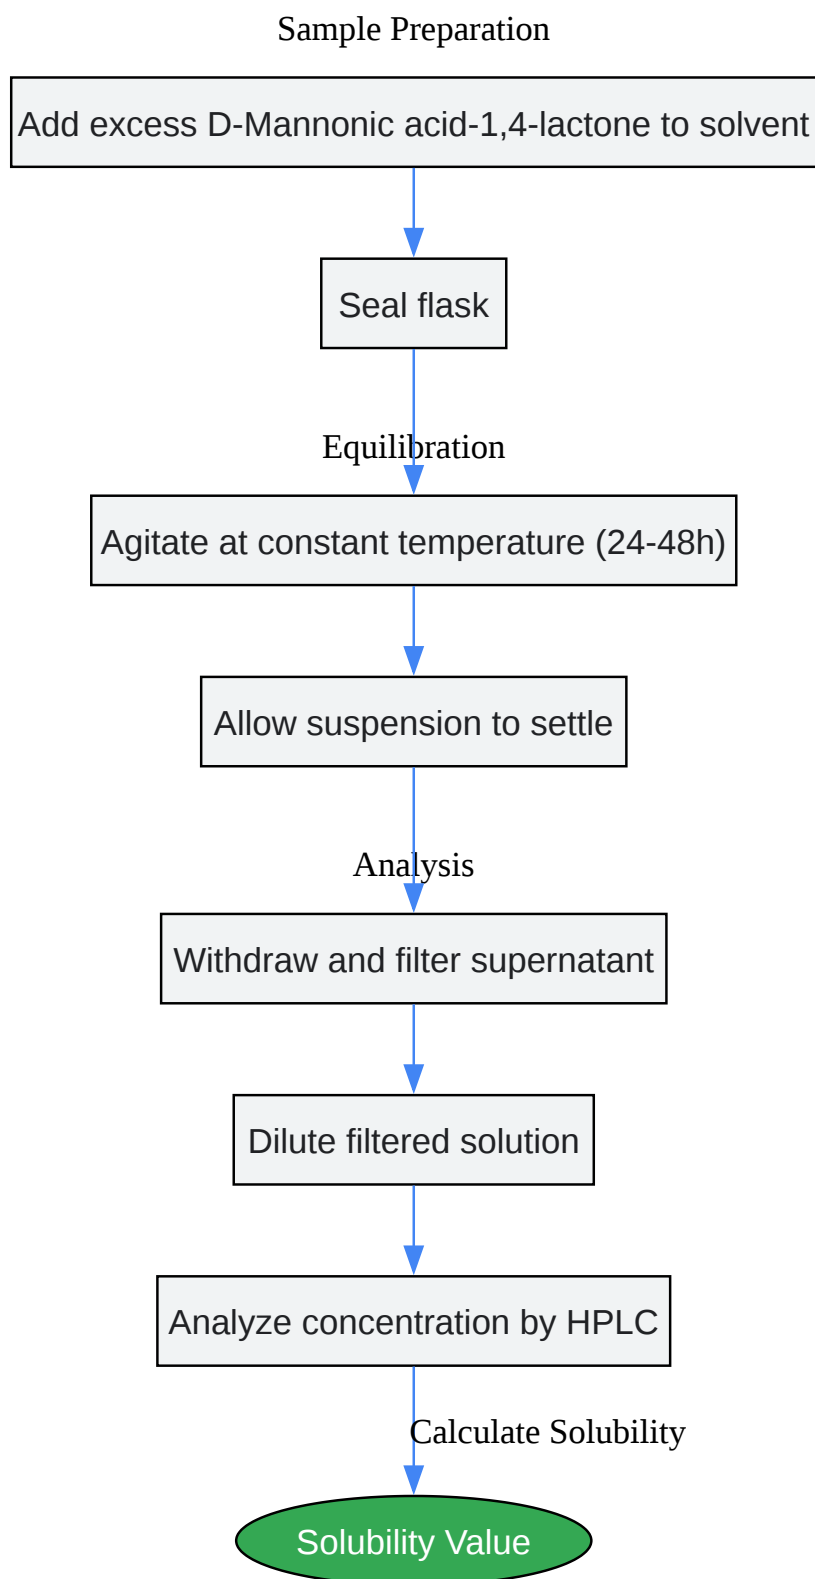 Sample Preparation
Add excess D-Mannonic acid-1,4-lactone to solvent
Seal flask
Equilibration
Agitate at constant temperature (24-48h)
Allow suspension to settle
Analysis
Withdraw and filter supernatant
Dilute filtered solution
Analyze concentration by HPLC
Calculate Solubility
Solubility Value